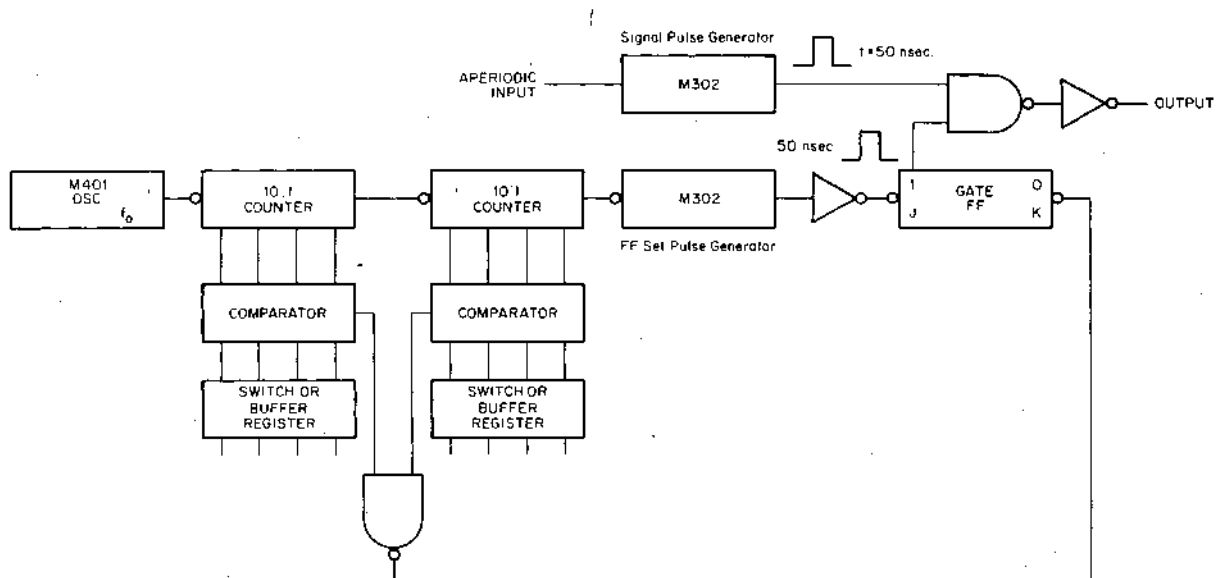 Signal Pulse Generator
t=50 nsec.
APERIODIC
INPUT
M302
OUTPUT
50 nsec
M401
OSC
f₀
10:1
COUNTER
10:1
COUNTER
M302
1
GATE
FF
0
J
K
FF Set Pulse Generator
COMPARATOR
COMPARATOR
SWITCH OR
BUFFER
REGISTER
SWITCH OR
BUFFER
REGISTER